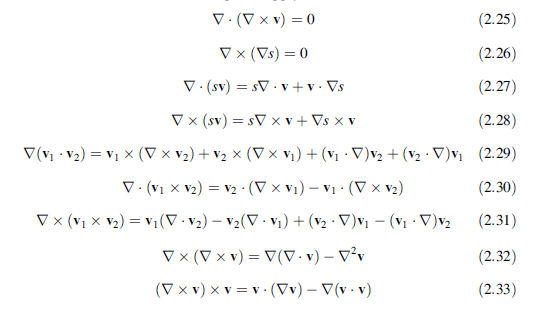 ∇ · (∇ × v) = 0 (2.25)
∇ × (∇s) = 0 (2.26)
∇ · (sv) = s∇ · v + v · ∇s (2.27)
∇ × (sv) = s∇ × v + ∇s × v (2.28)
∇(v₁ · v₂) = v₁ × (∇ × v₂) + v₂ × (∇ × v₁) + (v₁ · ∇)v₂ + (v₂ · ∇)v₁ (2.29)
∇ · (v₁ × v₂) = v₂ · (∇ × v₁) − v₁ · (∇ × v₂) (2.30)
∇ × (v₁ × v₂) = v₁(∇ · v₂) − v₂(∇ · v₁) + (v₂ · ∇)v₁ − (v₁ · ∇)v₂ (2.31)
∇ × (∇ × v) = ∇(∇ · v) − ∇²v (2.32)
(∇ × v) × v = v · (∇v) − ∇(v · v) (2.33)